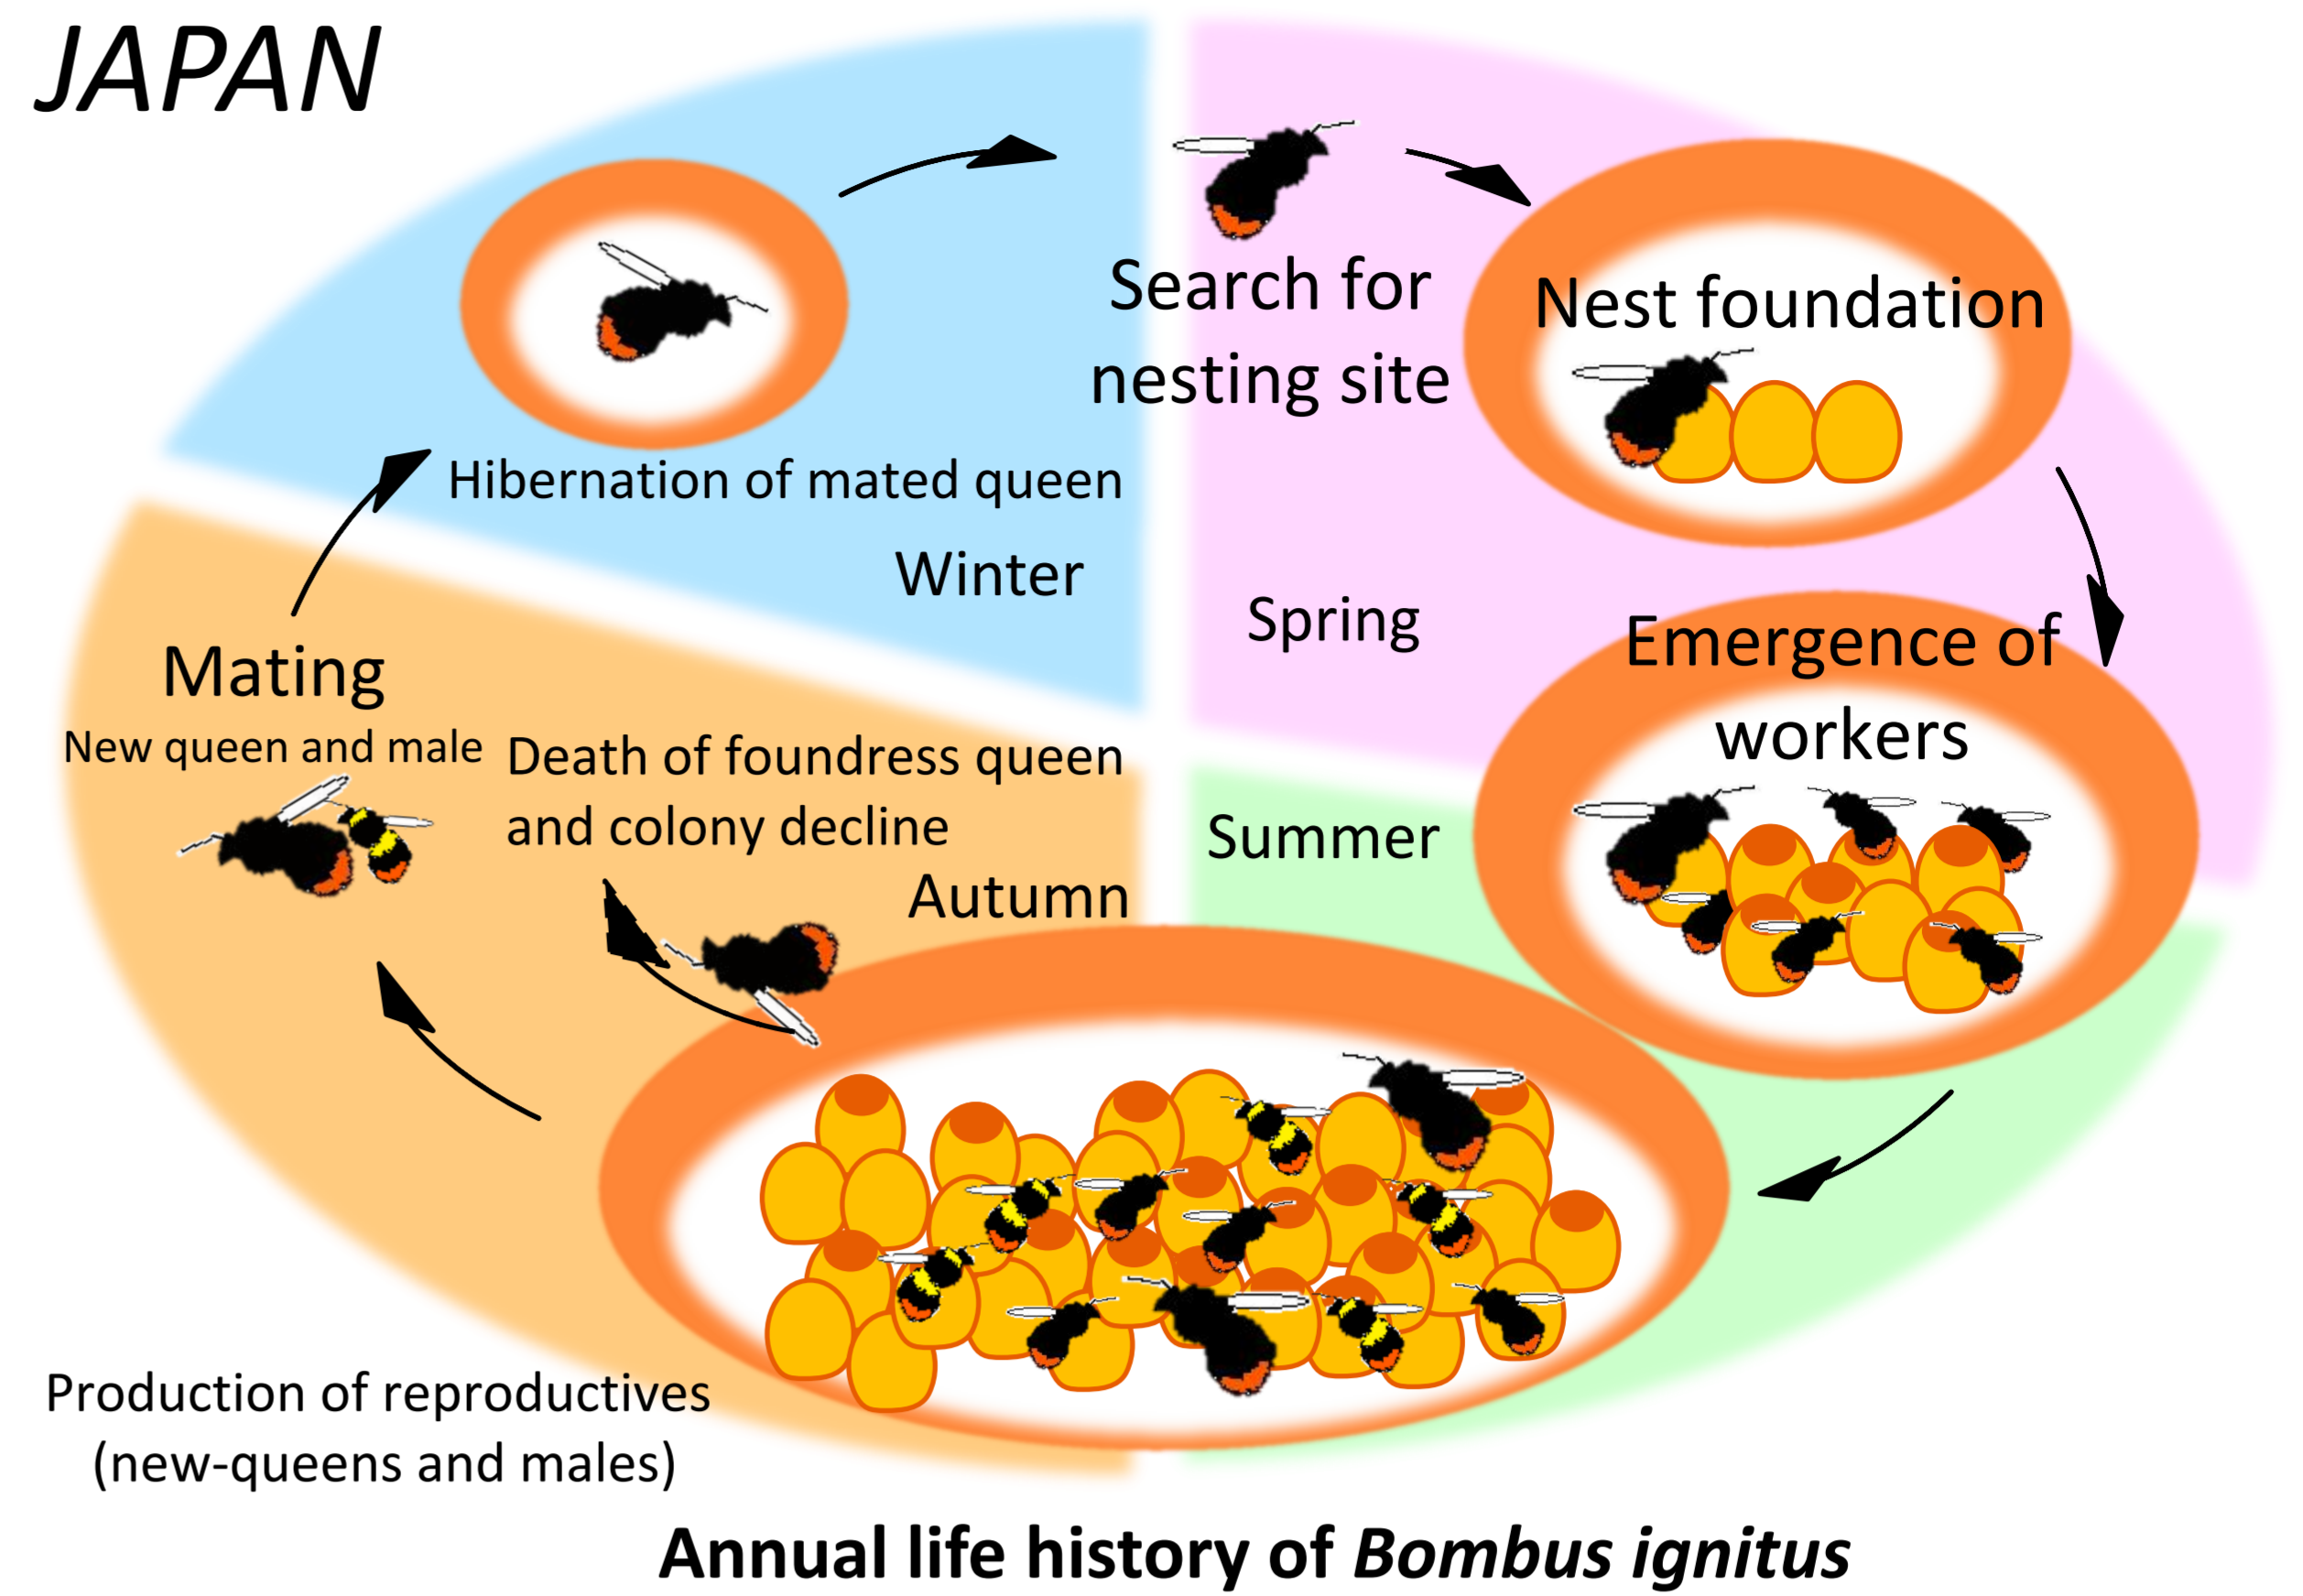 JAPAN
Search for
nesting site
Nest foundation
Hibernation of mated queen
Winter
Spring
Emergence of
workers
Mating
New queen and male
Death of foundress queen
and colony decline
Autumn
Summer
Production of reproductives
(new-queens and males)
Annual life history of Bombus ignitus